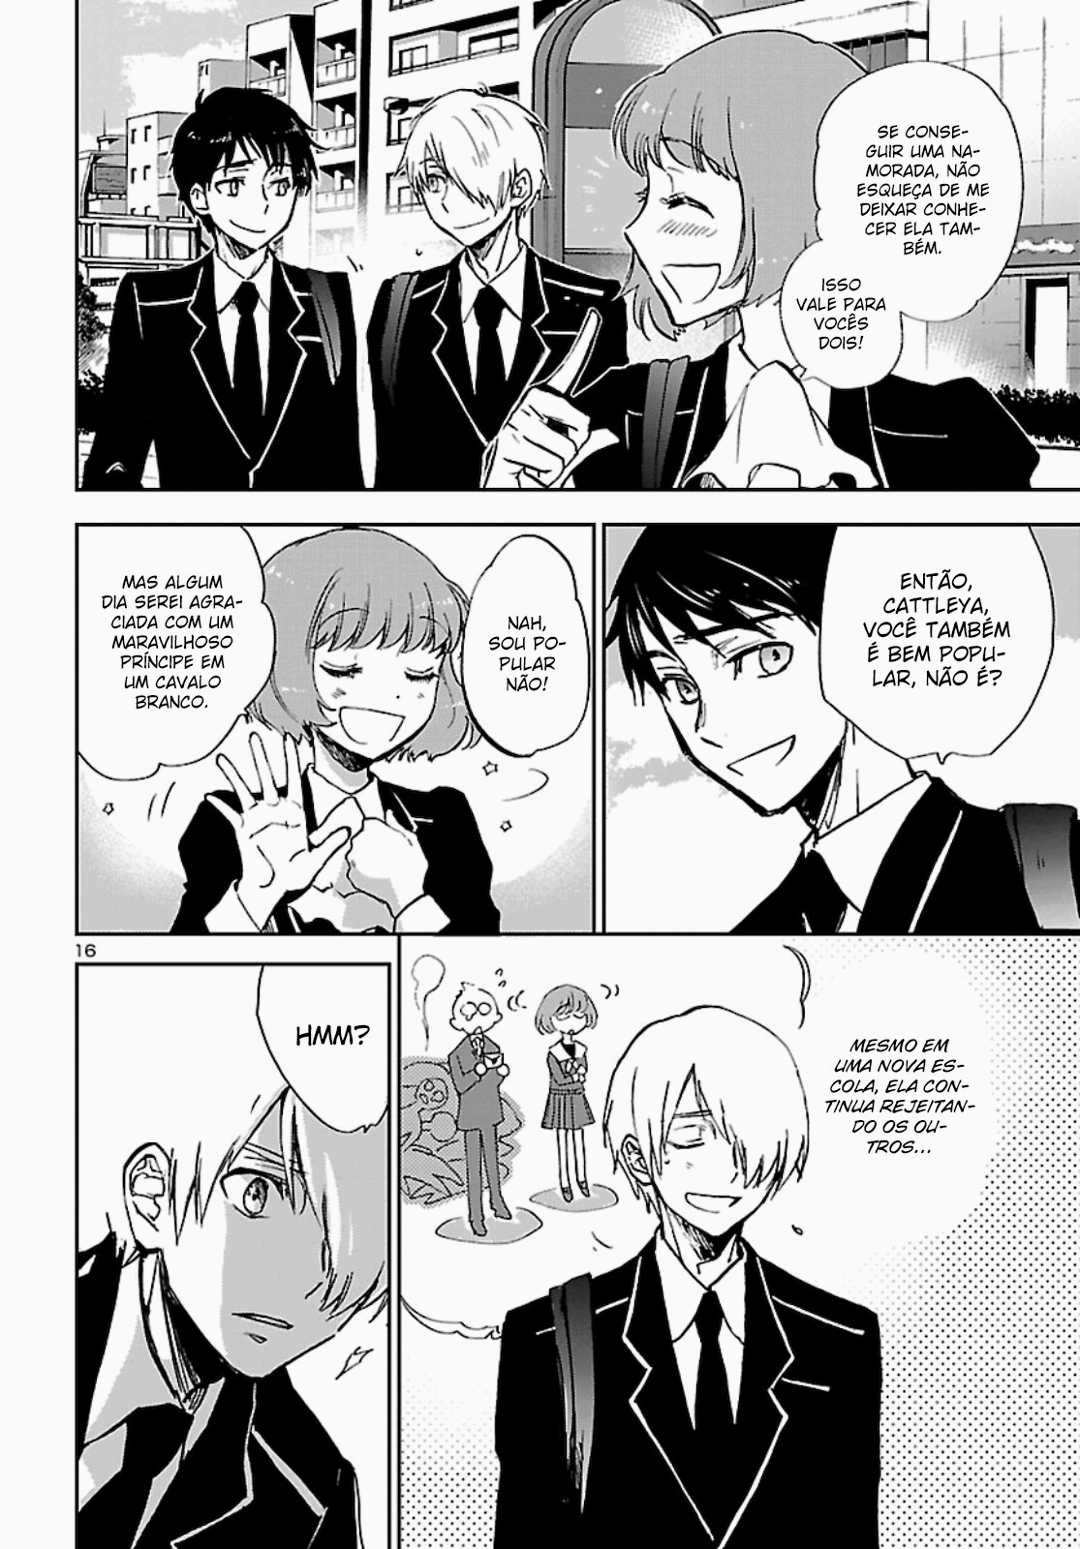 SE CONSE-
GUIR UMA NA-
MORADA, NÃO
ESQUEÇA DE ME
DEIXAR CONHE-
CER ELA TAM-
BÉM.
ISSO
VALE PARA
VOCÊS
DOIS!
ENTÃO,
CATTLEYA,
VOCÊ TAMBÉM
É BEM POPU-
LAR, NÃO É?
NAH,
SOU PO-
PULAR
NÃO!
MAS ALGUM
DIA SEREI AGRA-
CIADA COM UM
MARAVILHOSO
PRÍNCIPE EM
UM CAVALO
BRANCO.
16
MESMO EM
UMA NOVA ES-
COLA, ELA CON-
TINUA REJEITAN-
DO OS OU-
TROS...
HMM?